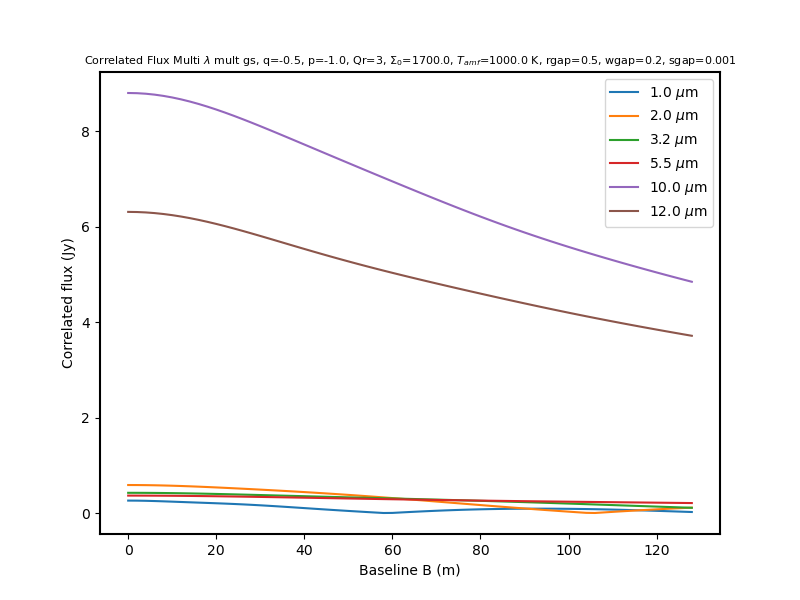 Correlated Flux Multi λ mult gs, q=-0.5, p=-1.0, Qr=3, Σ₀=1700.0, T_amf=1000.0 K, rgap=0.5, wgap=0.2, sgap=0.001
1.0 μm
2.0 μm
3.2 μm
5.5 μm
10.0 μm
12.0 μm
Correlated flux (Jy)
8
6
4
2
0
0 20 40 60 80 100 120
Baseline B (m)